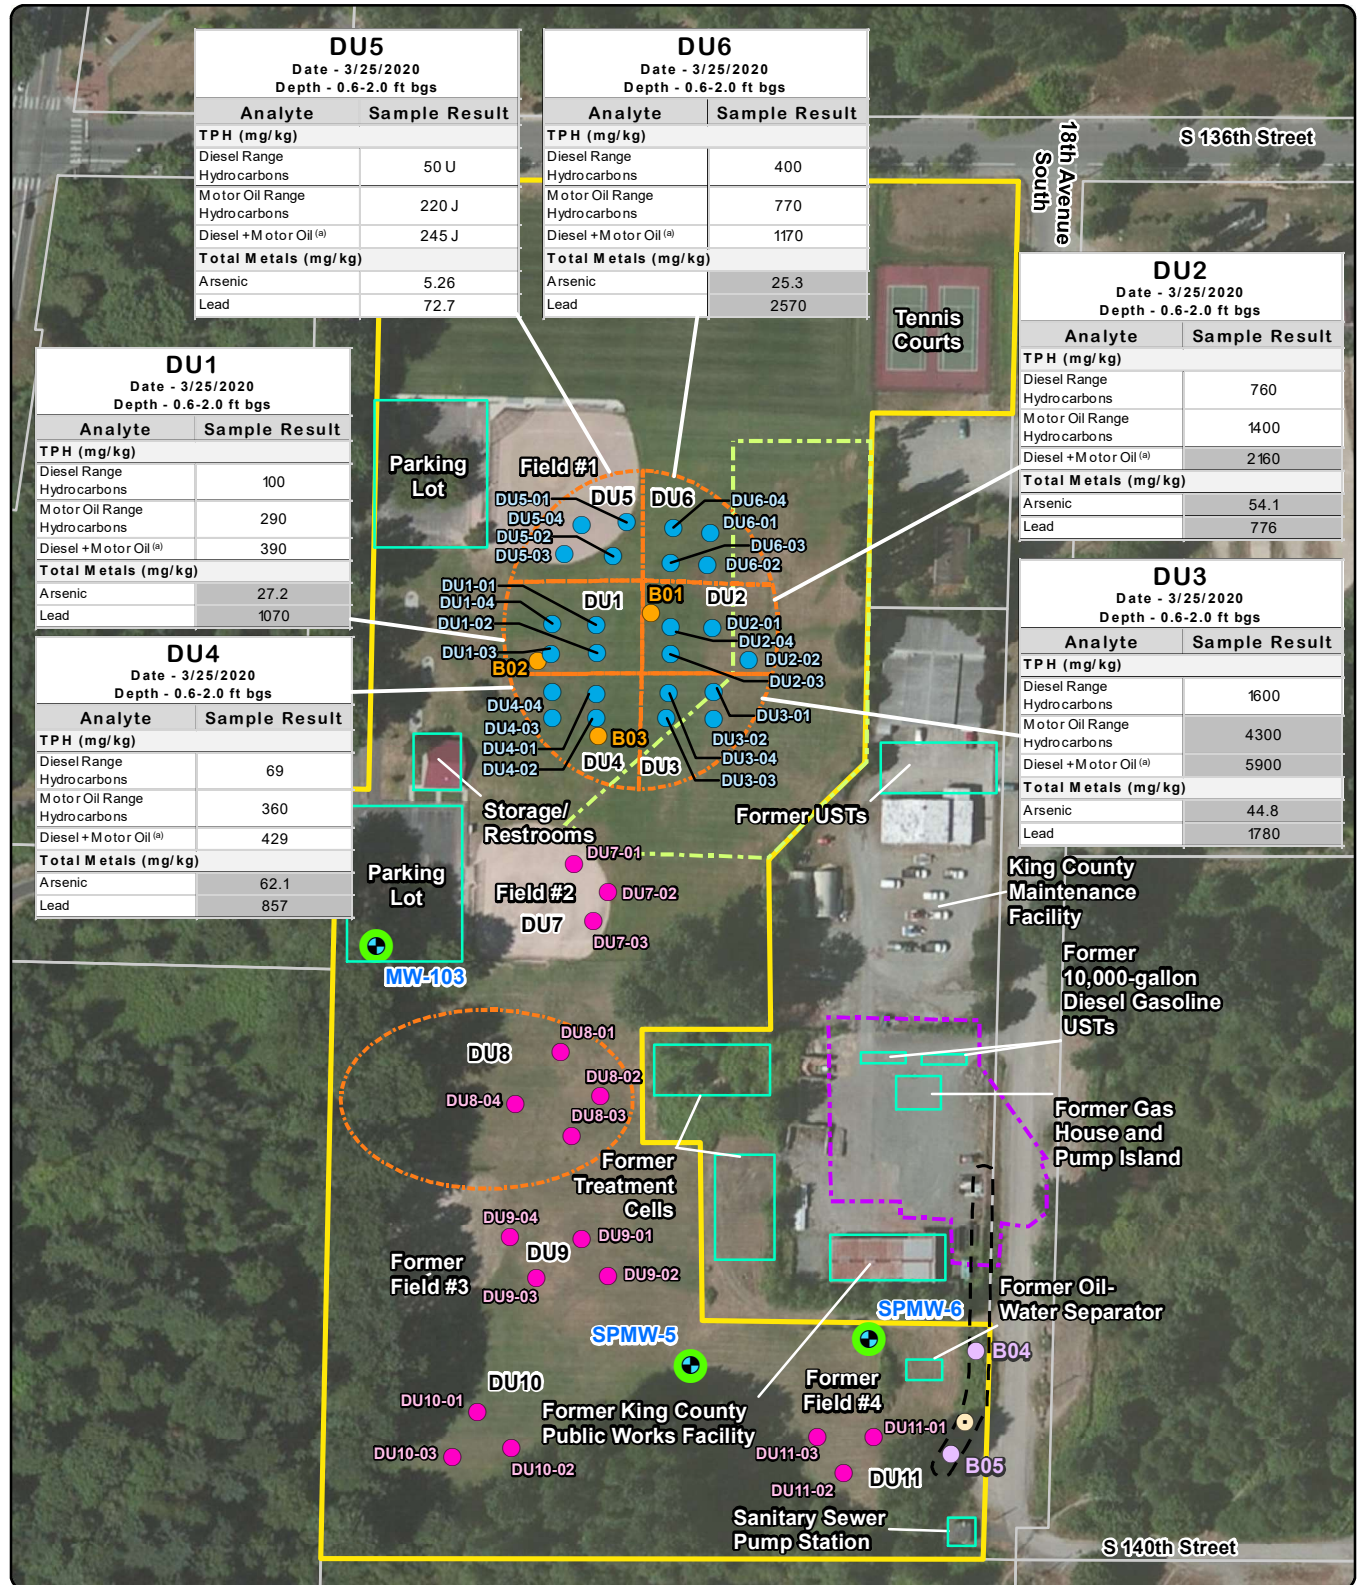 DU5
Date - 3/25/2020
Depth - 0.6-2.0 ft bgs
Analyte Sample Result
TPH (mg/kg)
Diesel Range
Hydrocarbons
50 U
Motor Oil Range
Hydrocarbons
220 J
Diesel + Motor Oil (a) 245 J
Total Metals (mg/kg)
Arsenic 5.26
Lead 72.7
DU6
Date - 3/25/2020
Depth - 0.6-2.0 ft bgs
Analyte Sample Result
TPH (mg/kg)
Diesel Range
Hydrocarbons
400
Motor Oil Range
Hydrocarbons
770
Diesel + Motor Oil (a) 1170
Total Metals (mg/kg)
Arsenic 25.3
Lead 2570
18th Avenue
South
S 136th Street
DU2
Date - 3/25/2020
Depth - 0.6-2.0 ft bgs
Analyte Sample Result
TPH (mg/kg)
Diesel Range
Hydrocarbons
760
Motor Oil Range
Hydrocarbons
1400
Diesel + Motor Oil (a) 2160
Total Metals (mg/kg)
Arsenic 54.1
Lead 776
DU1
Date - 3/25/2020
Depth - 0.6-2.0 ft bgs
Analyte Sample Result
TPH (mg/kg)
Diesel Range
Hydrocarbons
100
Motor Oil Range
Hydrocarbons
290
Diesel + Motor Oil (a) 390
Total Metals (mg/kg)
Arsenic 27.2
Lead 1070
DU3
Date - 3/25/2020
Depth - 0.6-2.0 ft bgs
Analyte Sample Result
TPH (mg/kg)
Diesel Range
Hydrocarbons
1600
Motor Oil Range
Hydrocarbons
4300
Diesel + Motor Oil (a) 5900
Total Metals (mg/kg)
Arsenic 44.8
Lead 1780
DU4
Date - 3/25/2020
Depth - 0.6-2.0 ft bgs
Analyte Sample Result
TPH (mg/kg)
Diesel Range
Hydrocarbons
69
Motor Oil Range
Hydrocarbons
360
Diesel + Motor Oil (a) 429
Total Metals (mg/kg)
Arsenic 62.1
Lead 857
Tennis
Courts
Parking
Lot
Field #1
DU5
DU6
DU5-01
DU5-04
DU5-02
DU5-03
DU6-04
DU6-01
DU6-03
DU6-02
DU1-01
DU1-04
DU1-02
DU1-03
DU1
B01
DU2
DU2-01
DU2-04
DU2-02
DU2-03
B02
DU4-04
DU4-03
DU4-01
DU4-02
B03
DU4
DU3
DU3-01
DU3-02
DU3-04
DU3-03
Storage/
Restrooms
Former USTs
DU7-01
Field #2
DU7-02
DU7
DU7-03
Parking
Lot
MW-103
King County
Maintenance
Facility
Former
10,000-gallon
Diesel Gasoline
USTs
DU8
DU8-01
DU8-02
DU8-04
DU8-03
Former
Treatment
Cells
Former Gas
House and
Pump Island
DU9-04
DU9
DU9-01
DU9-02
DU9-03
Former
Field #3
Former Oil-
Water Separator
SPMW-5
SPMW-6
B04
DU10
DU10-01
DU10-03
DU10-02
Former King County
Public Works Facility
Former
Field #4
DU11-01
DU11-03
DU11
DU11-02
B05
Sanitary Sewer
Pump Station
S 140th Street